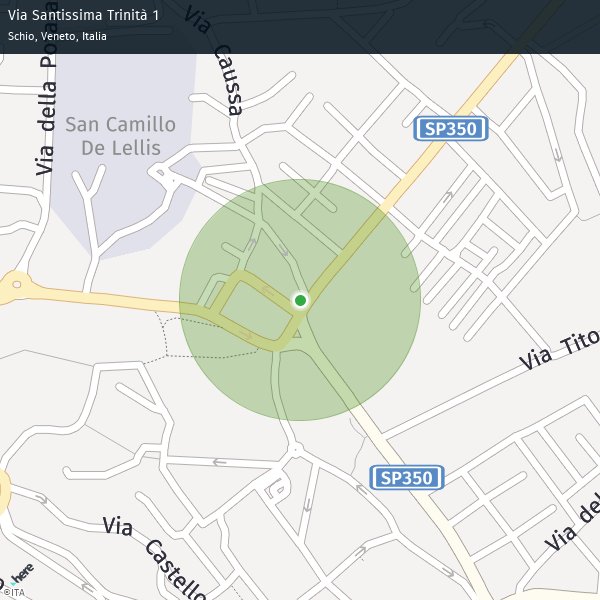 Via Santissima Trinità 1
Schio, Veneto, Italia
Via Caussa
Via della
San Camillo
De Lellis
SP350
Via Tito
SP350
Via
Castello
Via del
here
©ITA